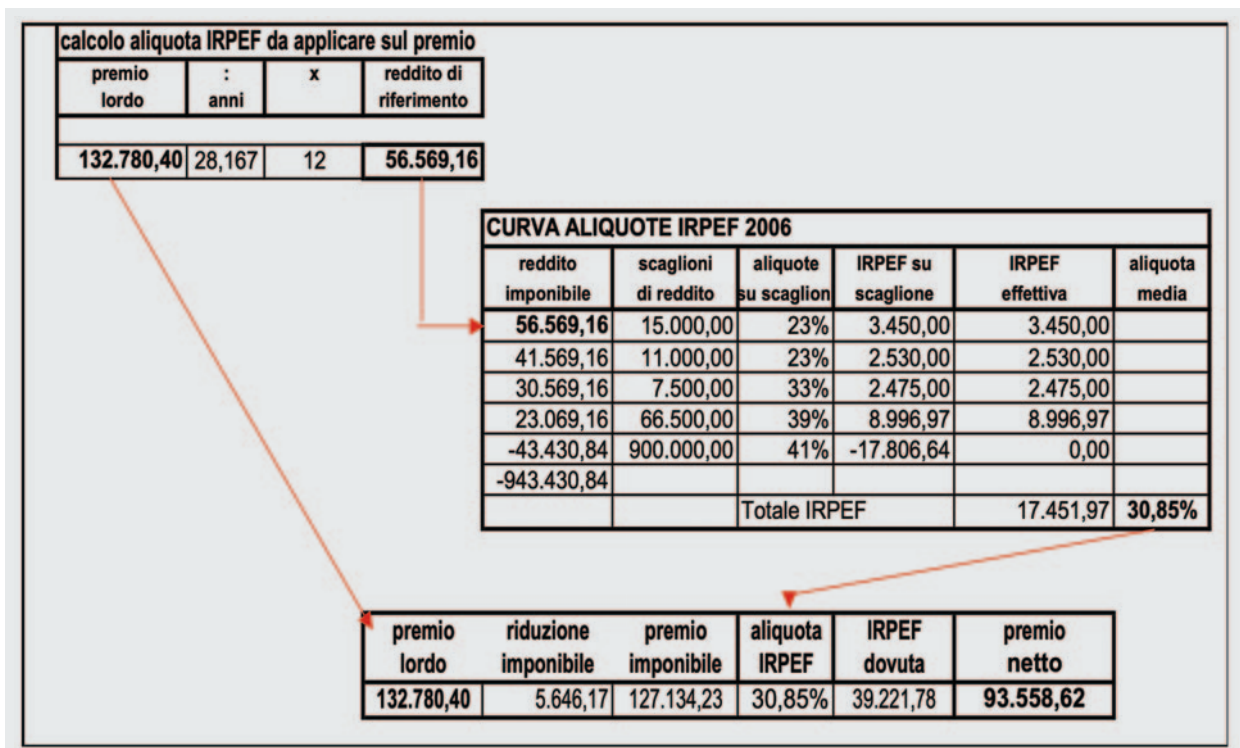 calcolo aliquota IRPEF da applicare sul premio
premio : x reddito di
lordo anni riferimento
132.780,40 28,167 12 56.569,16
CURVA ALIQUOTE IRPEF 2006
reddito scaglioni aliquote IRPEF su IRPEF aliquota
imponibile di reddito su scaglion scaglione effettiva media
56.569,16 15.000,00 23% 3.450,00 3.450,00
41.569,16 11.000,00 23% 2.530,00 2.530,00
30.569,16 7.500,00 33% 2.475,00 2.475,00
23.069,16 66.500,00 39% 8.996,97 8.996,97
-43.430,84 900.000,00 41% -17.806,64 0,00
-943.430,84
Totale IRPEF 17.451,97 30,85%
premio riduzione premio aliquota IRPEF premio
lordo imponibile imponibile IRPEF dovuta netto
132.780,40 5.646,17 127.134,23 30,85% 39.221,78 93.558,62